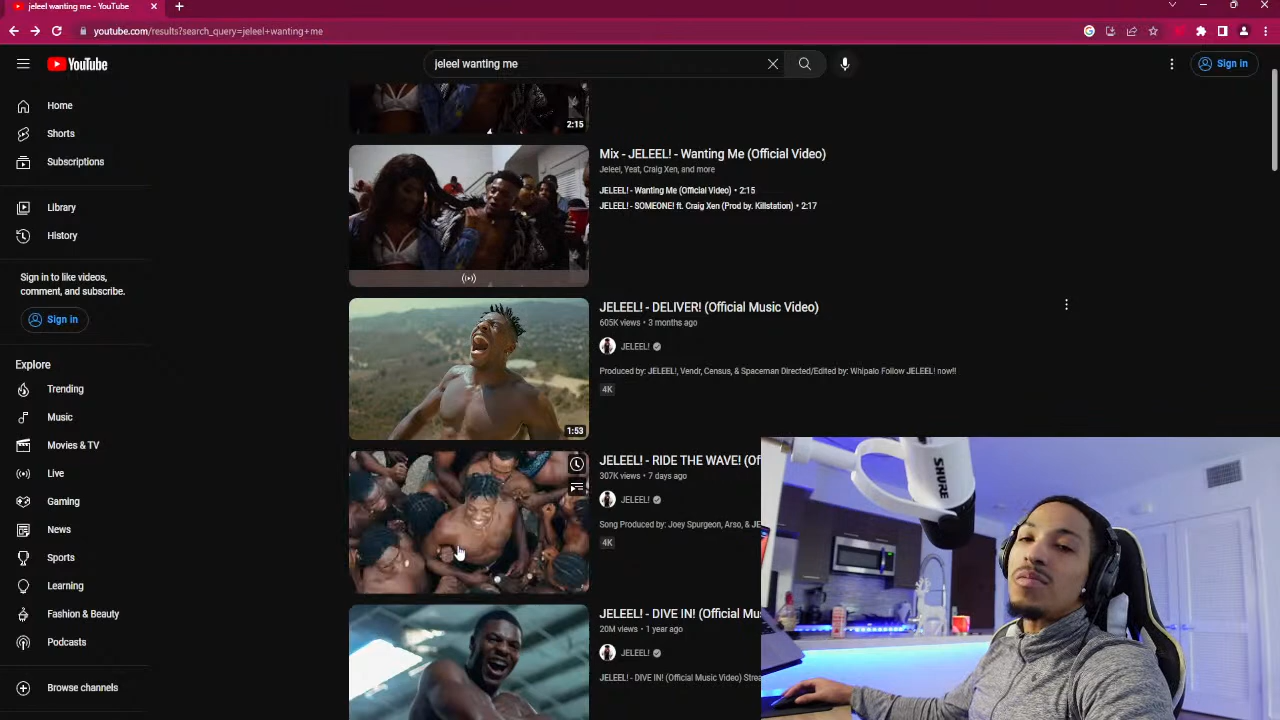 jeleel wanting me - YouTube
youtube.com/results?search_query=jeleel+wanting+me
YouTube
jeleel wanting me
Sign in
Home
Shorts
Subscriptions
Library
History
Sign in to like videos,
comment, and subscribe.
Sign in
Explore
Trending
Music
Movies & TV
Live
Gaming
News
Sports
Learning
Fashion & Beauty
Podcasts
Browse channels
2:15
Mix - JELEEL! - Wanting Me (Official Video)
Jeleel, Yeat, Craig Xen, and more
JELEEL! - Wanting Me (Official Video) • 2:15
JELEEL! - SOMEONE! ft. Craig Xen (Prod by. Killstation) • 2:17
1:53
JELEEL! - DELIVER! (Official Music Video)
605K views • 3 months ago
JELEEL!
Produced by: JELEEL!, Vendr, Census, & Spaceman Directed/Edited by: Whipalo Follow JELEEL! now!!
4K
JELEEL! - RIDE THE WAVE! (Of
307K views • 7 days ago
JELEEL!
Song Produced by: Joey Spurgeon, Arso, & JE
4K
JELEEL! - DIVE IN! (Official Mu
20M views • 1 year ago
JELEEL!
JELEEL! - DIVE IN! (Official Music Video) Strea
SHURE